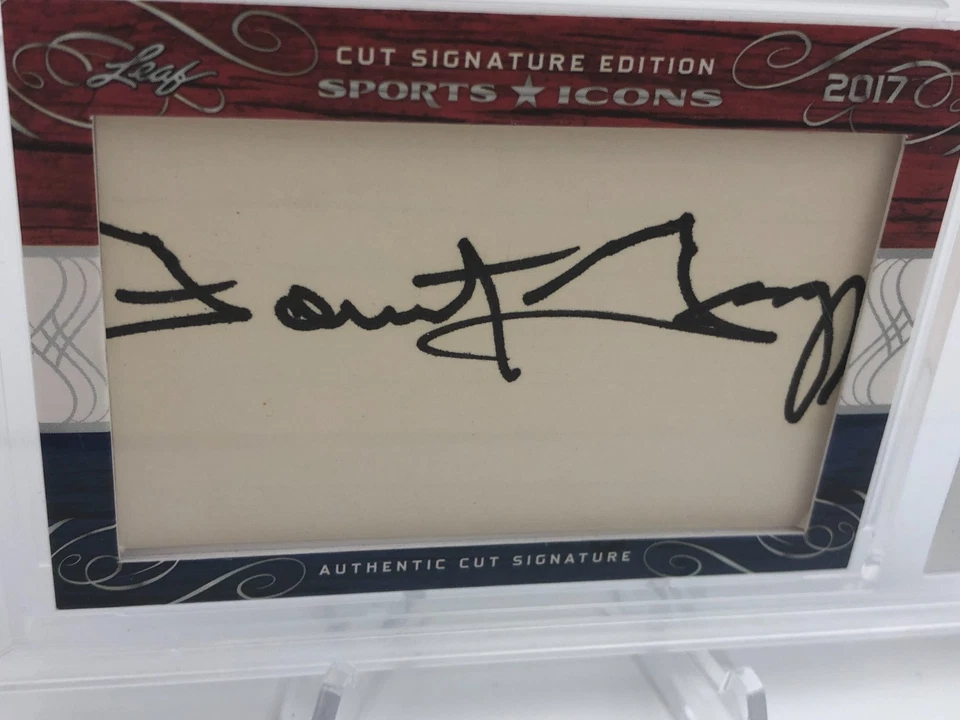 Leaf
CUT SIGNATURE EDITION
SPORTS ★ ICONS
2017
AUTHENTIC CUT SIGNATURE